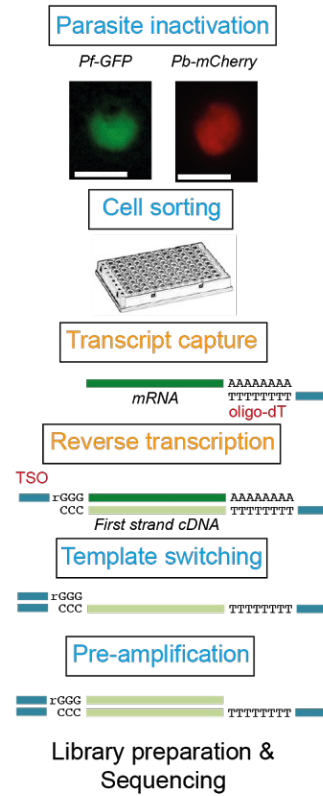 Parasite inactivation
Pf-GFP Pb-mCherry
Cell sorting
Transcript capture
AAAAAAAA
mRNA TTTTTTTT
oligo-dT
Reverse transcription
TSO
rGGG AAAAAAAA
CCC TTTTTTTT
First strand cDNA
Template switching
rGGG
CCC TTTTTTTT
Pre-amplification
rGGG
CCC TTTTTTTT
Library preparation &
Sequencing